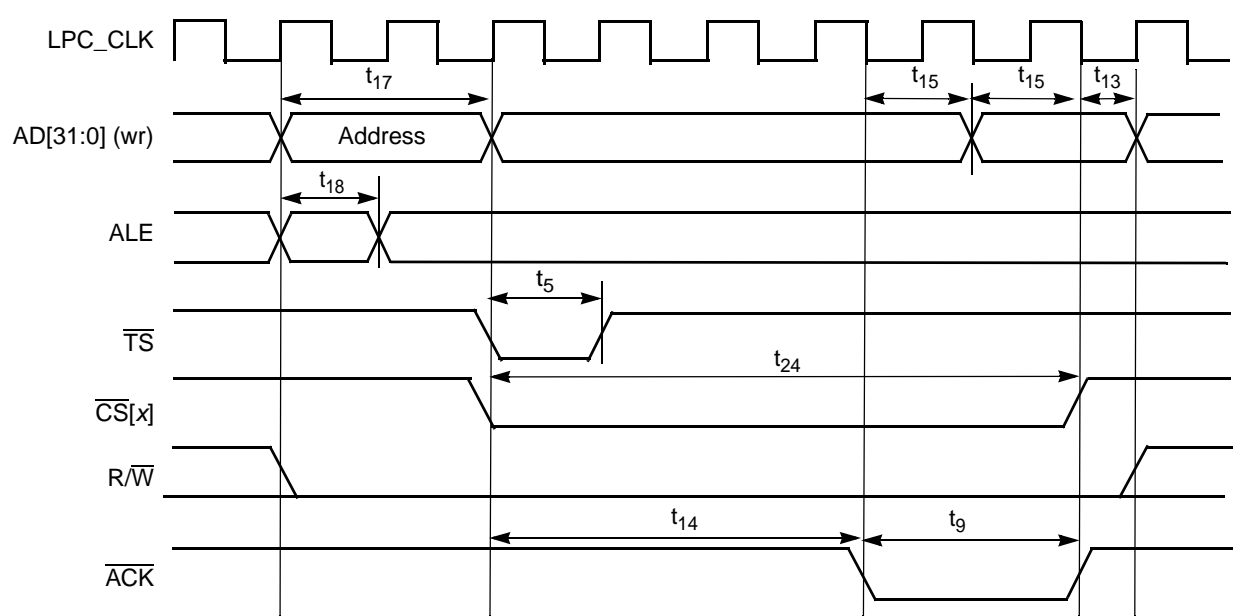 LPC_CLK
t17
t15
t15
t13
AD[31:0] (wr)
Address
t18
ALE
t5
TS
t24
CS[x]
R/W
t14
t9
ACK